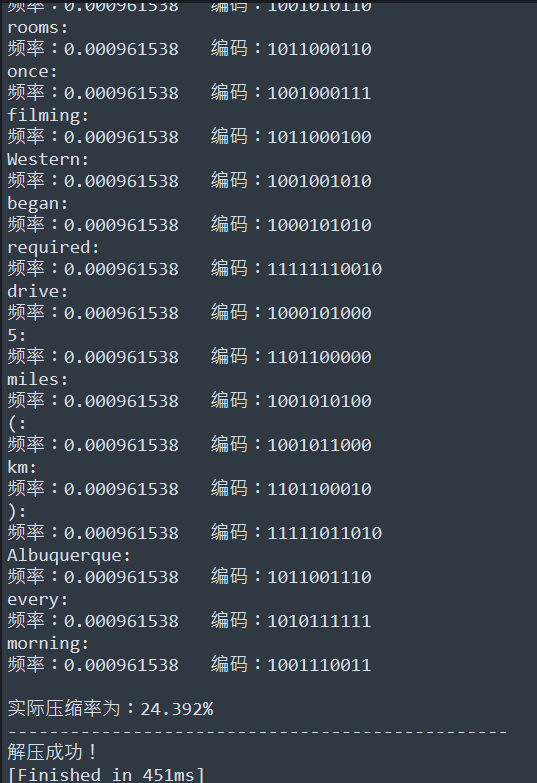 频率：0.000961538 编码：1001010110
rooms:
频率：0.000961538 编码：1011000110
once:
频率：0.000961538 编码：1001000111
filming:
频率：0.000961538 编码：1011000100
Western:
频率：0.000961538 编码：1001001010
began:
频率：0.000961538 编码：1000101010
required:
频率：0.000961538 编码：11111110010
drive:
频率：0.000961538 编码：1000101000
5:
频率：0.000961538 编码：1101100000
miles:
频率：0.000961538 编码：1001010100
(:
频率：0.000961538 编码：1001011000
km:
频率：0.000961538 编码：1101100010
):
频率：0.000961538 编码：11111011010
Albuquerque:
频率：0.000961538 编码：1011001110
every:
频率：0.000961538 编码：1010111111
morning:
频率：0.000961538 编码：1001110011
实际压缩率为：24.392%
------------------------------------------------
解压成功！
[Finished in 451ms]